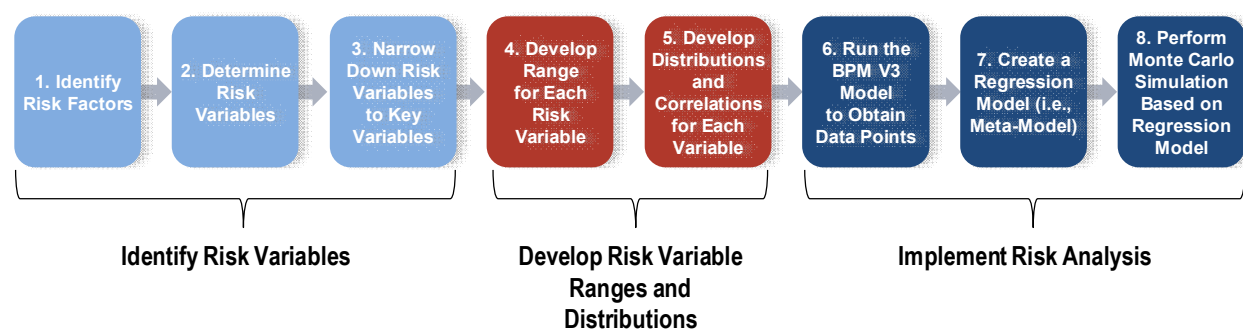 1. Identify
Risk Factors
2. Determine
Risk
Variables
3. Narrow
Down Risk
Variables
to Key
Variables
4. Develop
Range
for Each
Risk
Variable
5. Develop
Distributions
and
Correlations
for Each
Variable
6. Run the
BPM V3
Model
to Obtain
Data Points
7. Create a
Regression
Model (i.e.,
Meta-Model)
8. Perform
Monte Carlo
Simulation
Based on
Regression
Model
Identify Risk Variables
Develop Risk Variable
Ranges and
Distributions
Implement Risk Analysis